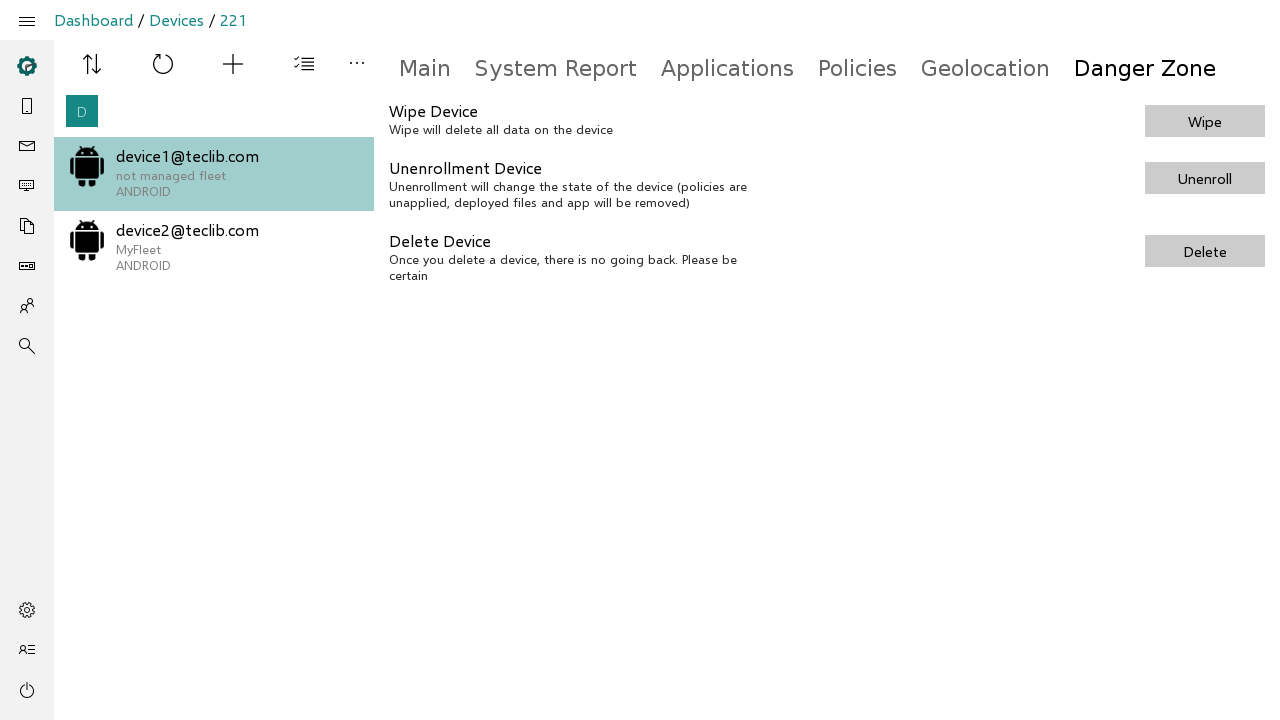 Dashboard / Devices / 221
Main System Report Applications Policies Geolocation Danger Zone
D
device1@teclib.com
not managed fleet
ANDROID
device2@teclib.com
MyFleet
ANDROID
Wipe Device
Wipe will delete all data on the device
Wipe
Unenrollment Device
Unenrollment will change the state of the device (policies are
unapplied, deployed files and app will be removed)
Unenroll
Delete Device
Once you delete a device, there is no going back. Please be
certain
Delete